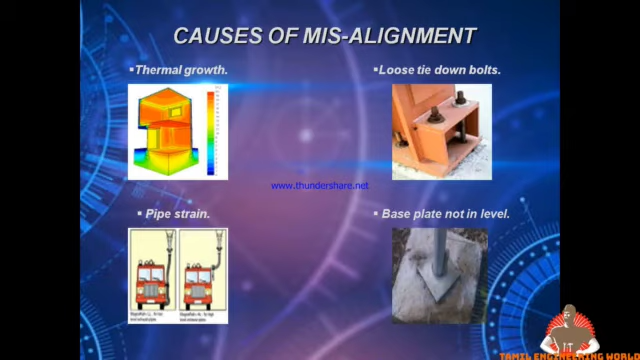 CAUSES OF MIS-ALIGNMENT
▪Thermal growth.
▪Loose tie down bolts.
www.thundershare.net
▪ Pipe strain.
▪ Base plate not in level.
IT
TAMIL ENGINEERING WORLD